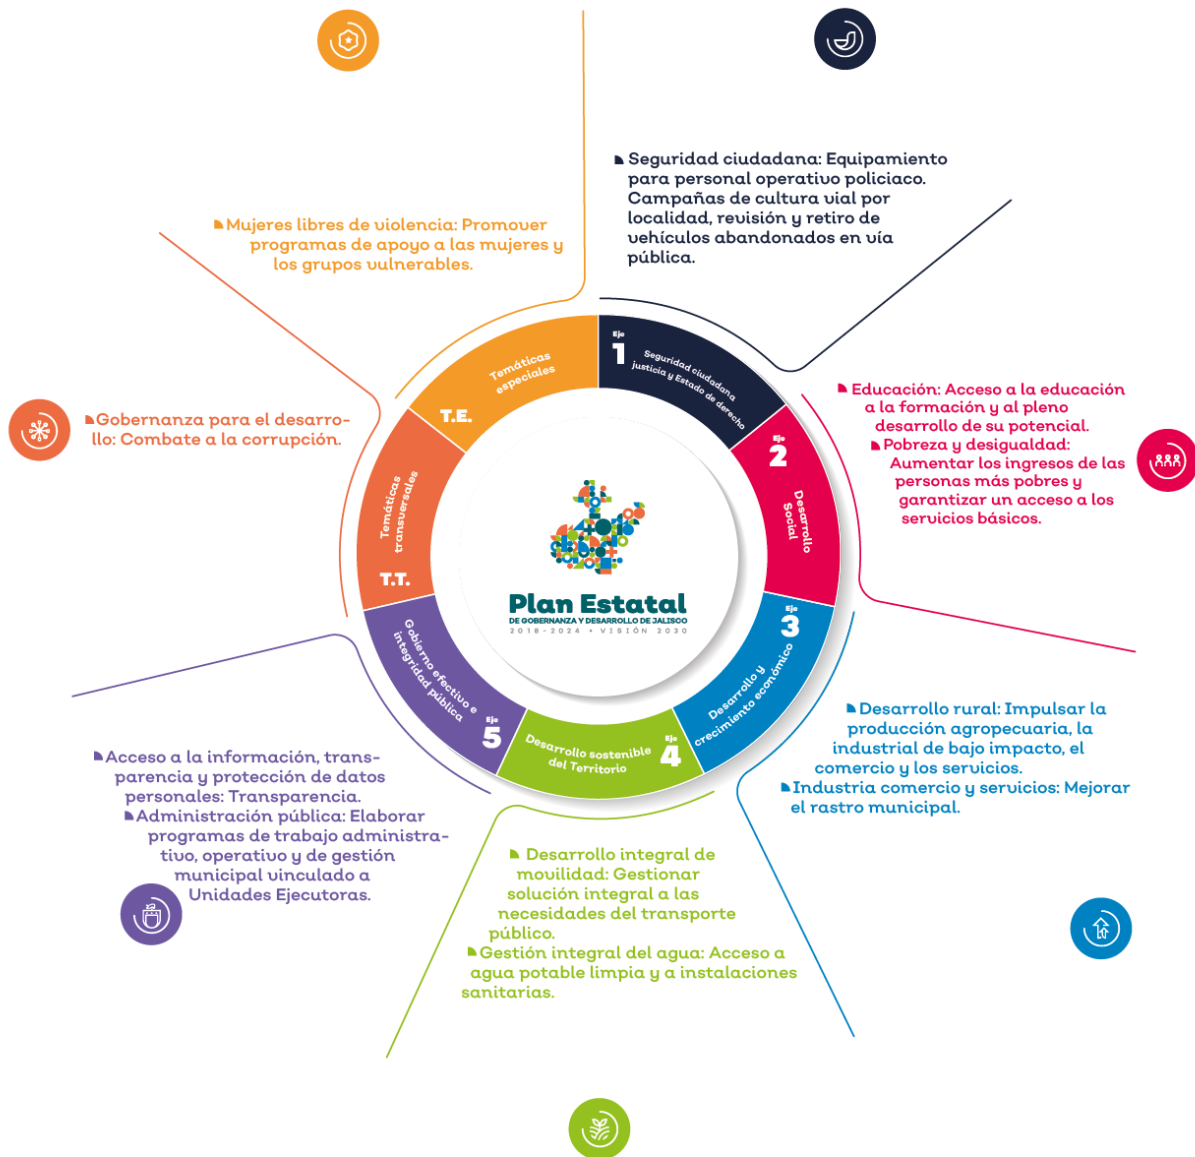 Mujeres libres de violencia: Promover
programas de apoyo a las mujeres y
los grupos vulnerables.
Seguridad ciudadana: Equipamiento
para personal operativo policiaco.
Campañas de cultura vial por
localidad, revisión y retiro de
vehículos abandonados en vía
pública.
Educación: Acceso a la educación
a la formación y al pleno
desarrollo de su potencial.
Pobreza y desigualdad:
Aumentar los ingresos de las
personas más pobres y
garantizar un acceso a los
servicios básicos.
Desarrollo rural: Impulsar la
producción agropecuaria, la
industrial de bajo impacto, el
comercio y los servicios.
Industria comercio y servicios: Mejorar
el rastro municipal.
Desarrollo integral de
movilidad: Gestionar
solución integral a las
necesidades del transporte
público.
Gestión integral del agua: Acceso a
agua potable limpia y a instalaciones
sanitarias.
Acceso a la información, trans-
parencia y protección de datos
personales: Transparencia.
Administración pública: Elaborar
programas de trabajo administra-
tivo, operativo y de gestión
municipal vinculado a
Unidades Ejecutoras.
Gobernanza para el desarro-
llo: Combate a la corrupción.
Eje
1
Seguridad ciudadana
justicia y Estado de derecho
Eje
2
Desarrollo
Social
Eje
3
Desarrollo y
crecimiento económico
Eje
4
Desarrollo sostenible
del Territorio
Eje
5
Gobierno efectivo e
integridad pública
T.T.
Temáticas
transversales
T.E.
Temáticas
especiales
Plan Estatal
DE GOBERNANZA Y DESARROLLO DE JALISCO
2018-2024 • VISIÓN 2030